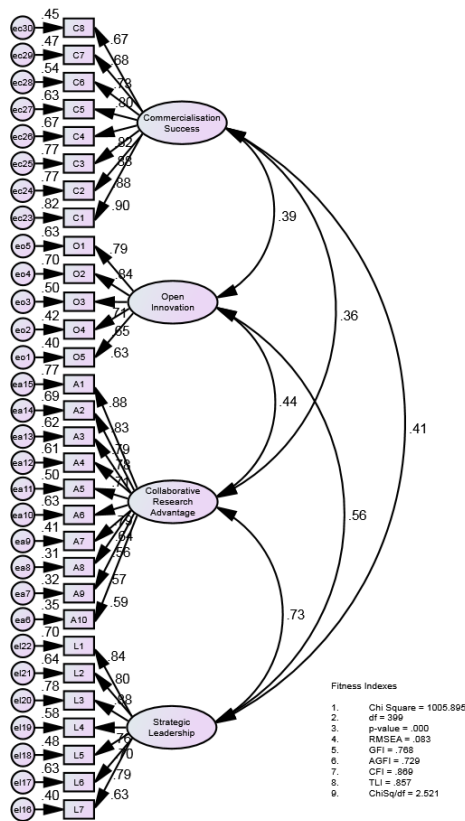 .45
ec30 C8
.67
.47
ec29 C7
.68
.54
ec28 C6
.73
.63
ec27 C5
.80
.67
ec26 C4
.82
.77
ec25 C3
.88
.77
ec24 C2
.88
.82
ec23 C1
.90
Commercialisation
Success
.63
eo5 O1
.79
.70
eo4 O2
.84
.50
eo3 O3
.71
.42
eo2 O4
.65
.40
eo1 O5
.63
Open
Innovation
.77
ea15 A1
.88
.69
ea14 A2
.83
.62
ea13 A3
.79
.61
ea12 A4
.78
.50
ea11 A5
.71
.63
ea10 A6
.79
.41
ea9 A7
.64
.31
ea8 A8
.56
.32
ea7 A9
.57
.35
ea6 A10
.59
Collaborative
Research
Advantage
.70
el22 L1
.84
.64
el21 L2
.80
.78
el20 L3
.88
.58
el19 L4
.76
.48
el18 L5
.70
.63
el17 L6
.79
.40
el16 L7
.63
Strategic
Leadership
.39
.36
.44
.41
.56
.73
Fitness Indexes
1. Chi Square = 1005.895
2. df = 399
3. p-value = .000
4. RMSEA = .083
5. GFI = .768
6. AGFI = .729
7. CFI = .869
8. TLI = .857
9. ChiSq/df = 2.521